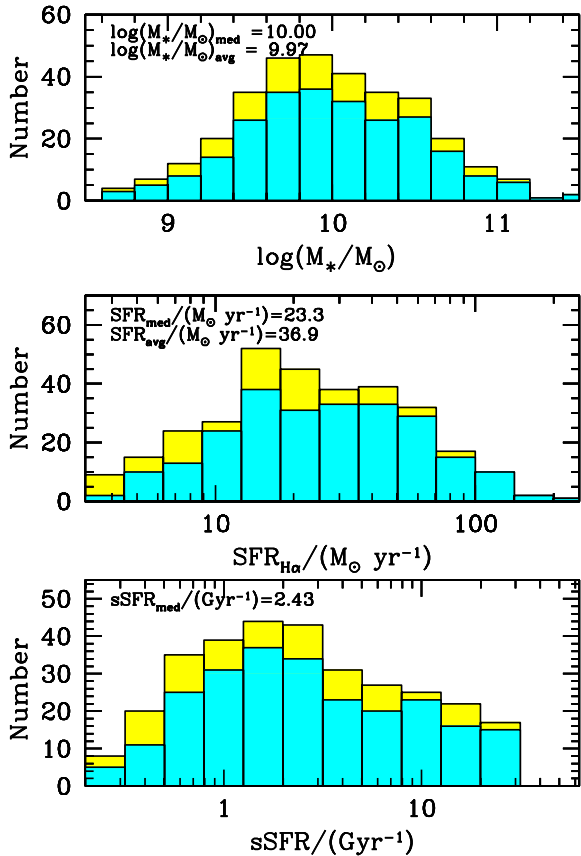 60
40
20
0
Number
log(M*/M⊙)med =10.00
log(M*/M⊙)avg = 9.97
9 10 11
log(M*/M⊙)
60
40
20
0
Number
SFRmed/(M⊙ yr⁻¹)=23.3
SFRavg/(M⊙ yr⁻¹)=36.9
10 100
SFRHα/(M⊙ yr⁻¹)
50
40
30
20
10
0
Number
sSFRmed/(Gyr⁻¹)=2.43
1 10
sSFR/(Gyr⁻¹)